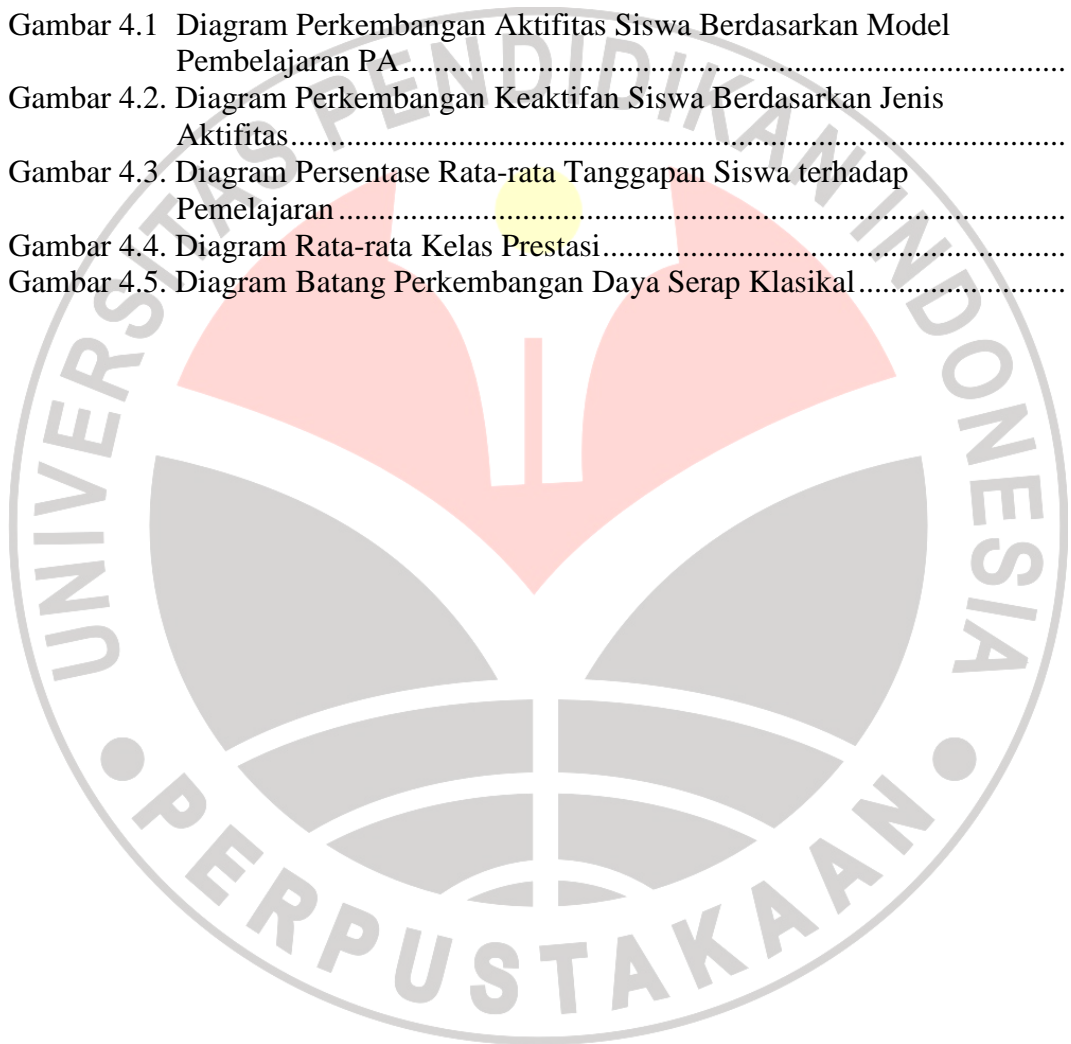 Gambar 4.1 Diagram Perkembangan Aktifitas Siswa Berdasarkan Model
Pembelajaran PA....................................................................................
Gambar 4.2. Diagram Perkembangan Keaktifan Siswa Berdasarkan Jenis
Aktifitas..................................................................................................
Gambar 4.3. Diagram Persentase Rata-rata Tanggapan Siswa terhadap
Pemelajaran............................................................................................
Gambar 4.4. Diagram Rata-rata Kelas Prestasi..........................................................
Gambar 4.5. Diagram Batang Perkembangan Daya Serap Klasikal..........................
UNIVERSITAS PENDIDIKAN INDONESIA
PERPUSTAKAAN